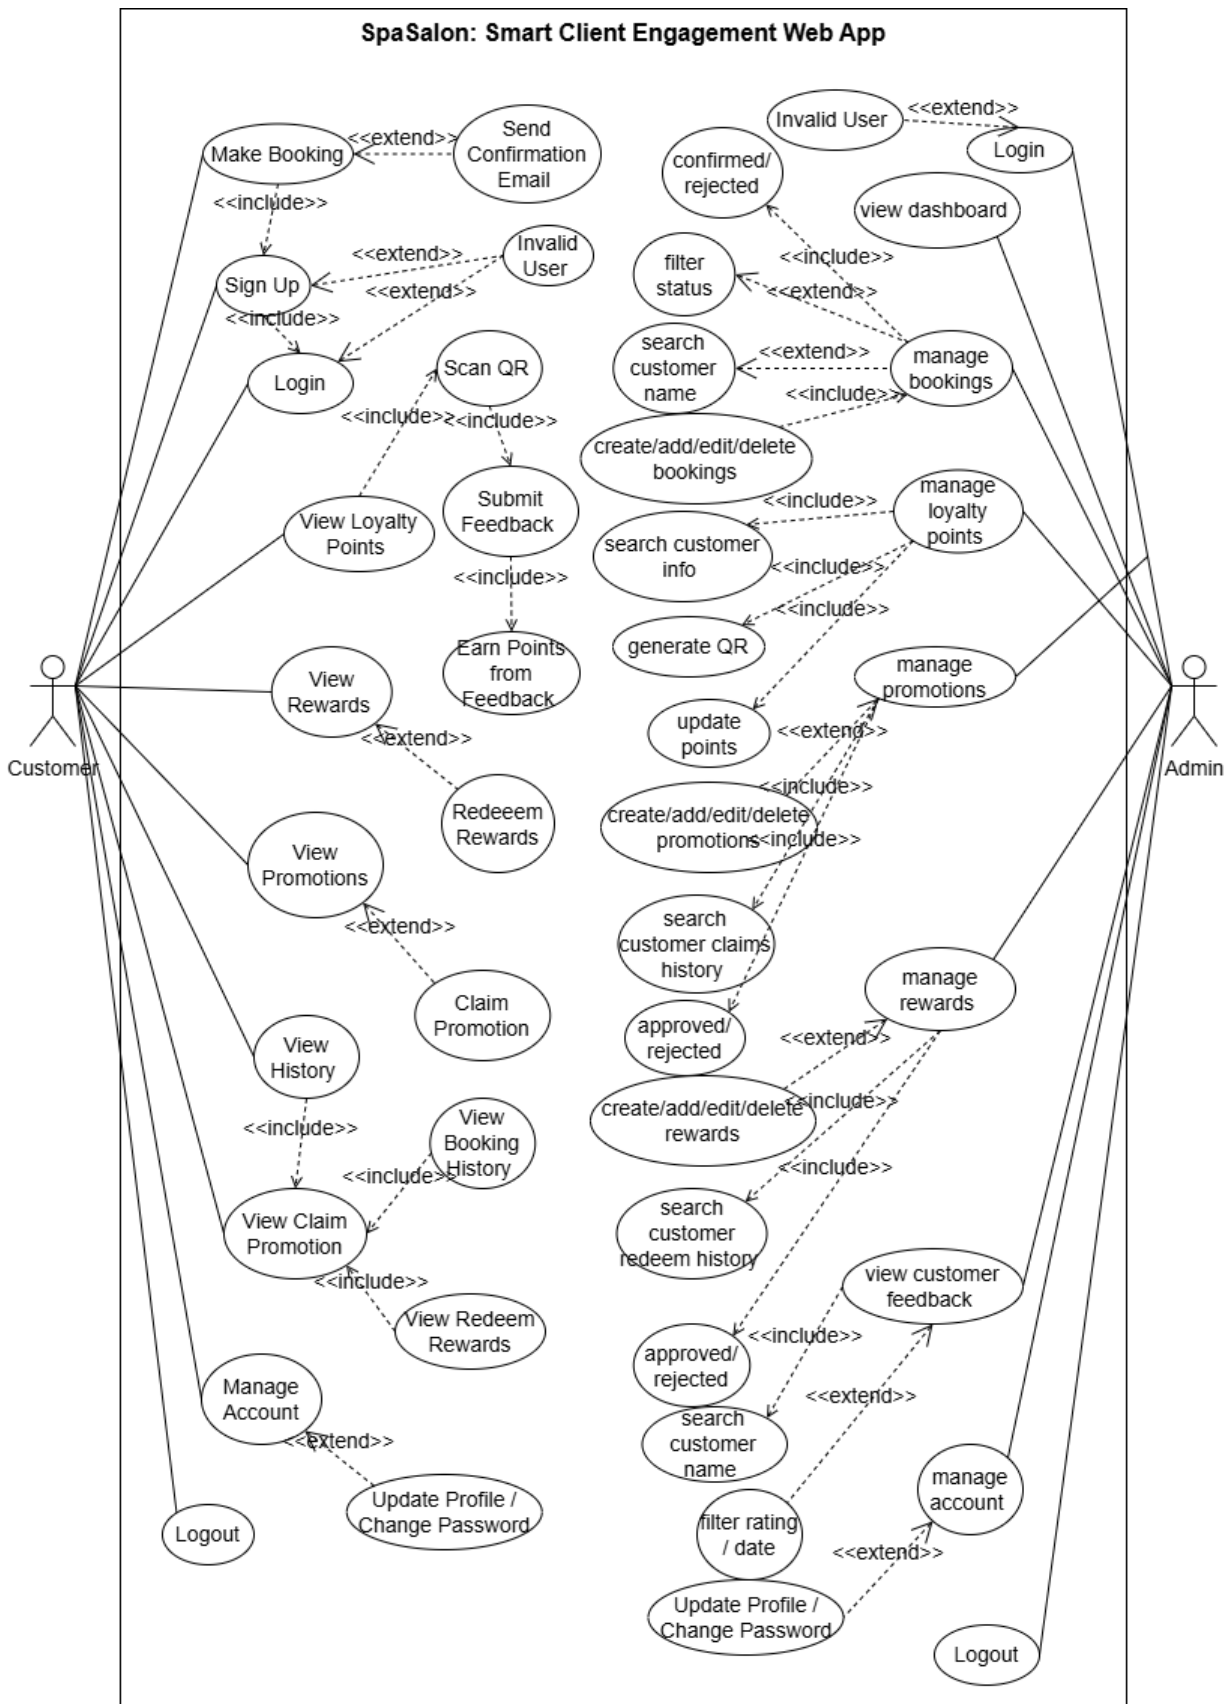 SpaSalon: Smart Client Engagement Web App
Make Booking
<<extend>>
Send
Confirmation
Email
<<include>>
Sign Up
<<extend>>
Invalid
User
<<extend>>
<<include>>
Login
Scan QR
<<include>>
<<include>>
View Loyalty
Points
Submit
Feedback
<<include>>
Earn Points
from
Feedback
View
Rewards
<<extend>>
Redeeem
Rewards
Customer
View
Promotions
<<extend>>
Claim
Promotion
View
History
<<include>>
View
Booking
History
<<include>>
View Claim
Promotion
<<include>>
View Redeem
Rewards
Manage
Account
<<extend>>
Update Profile /
Change Password
Logout
Invalid User
<<extend>>
Login
confirmed/
rejected
view dashboard
<<include>>
filter
status
<<extend>>
search
customer
name
<<extend>>
manage
bookings
<<include>>
create/add/edit/delete
bookings
manage
loyalty
points
<<include>>
search customer
info
<<include>>
<<include>>
generate QR
manage
promotions
update
points
<<extend>>
Admin
<<include>>
create/add/edit/delete
promotions
<<include>>
search
customer claims
history
manage
rewards
approved/
rejected
<<extend>>
create/add/edit/delete
rewards
<<include>>
<<include>>
search
customer
redeem history
view customer
feedback
<<include>>
approved/
rejected
<<extend>>
search
customer
name
manage
account
filter rating
/ date
<<extend>>
Update Profile /
Change Password
Logout